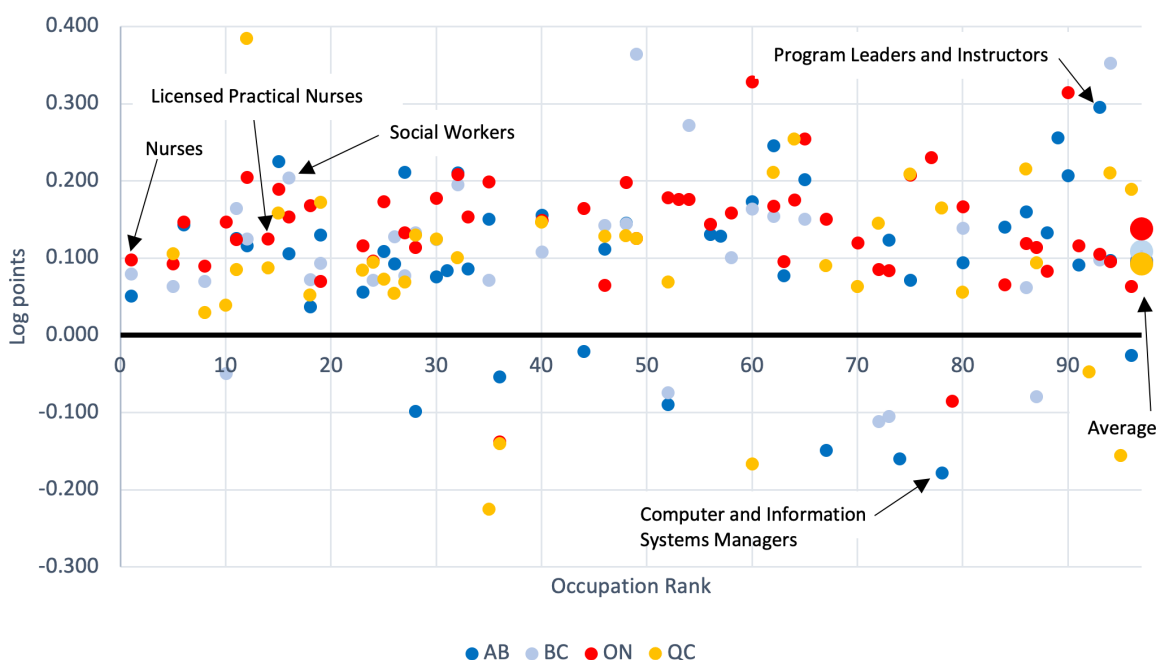 0.400
0.300
0.200
0.100
0.000
-0.100
-0.200
-0.300
Log points
0 10 20 30 40 50 60 70 80 90
Occupation Rank
Nurses
Licensed Practical Nurses
Social Workers
Program Leaders and Instructors
Average
Computer and Information
Systems Managers
AB BC ON QC